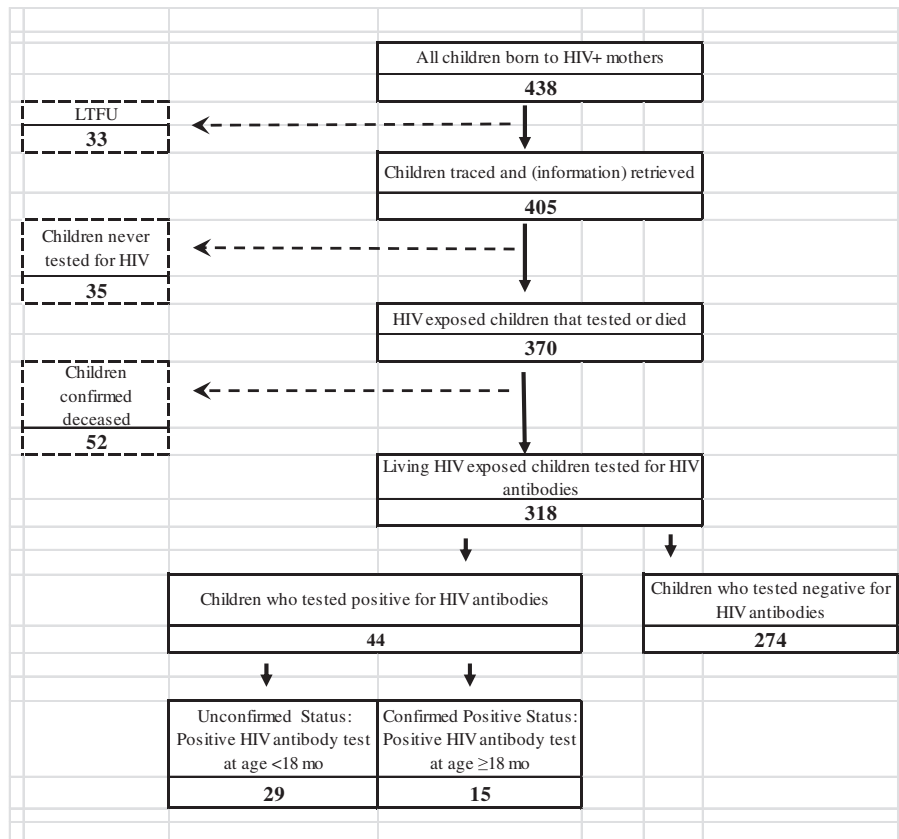 All children born to HIV+ mothers
438
LTFU
33
Children traced and (information) retrieved
405
Children never
tested for HIV
35
HIV exposed children that tested or died
370
Children
confirmed
deceased
52
Living HIV exposed children tested for HIV
antibodies
318
Children who tested positive for HIV antibodies
44
Children who tested negative for
HIV antibodies
274
Unconfirmed Status:
Positive HIV antibody test
at age <18 mo
29
Confirmed Positive Status:
Positive HIV antibody test
at age ≥18 mo
15